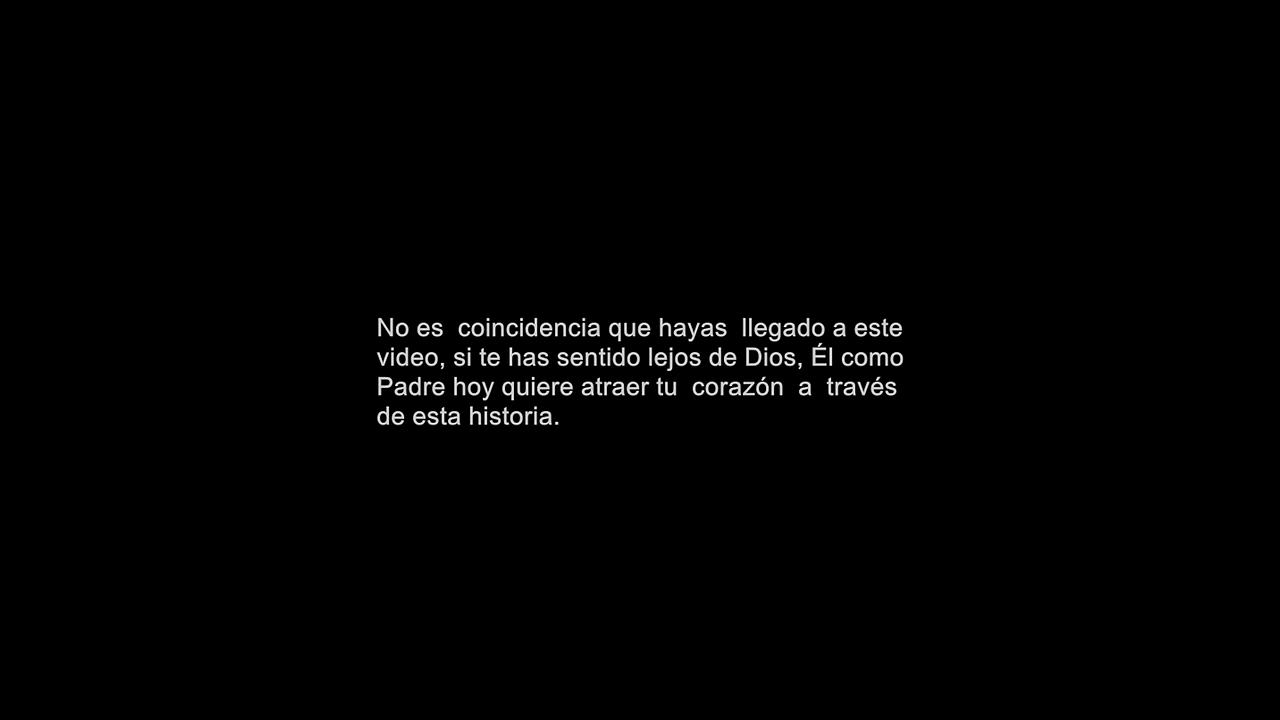 No es  coincidencia que hayas  llegado a este
video, si te has sentido lejos de Dios, Él como
Padre hoy quiere atraer tu  corazón  a  través
de esta historia.